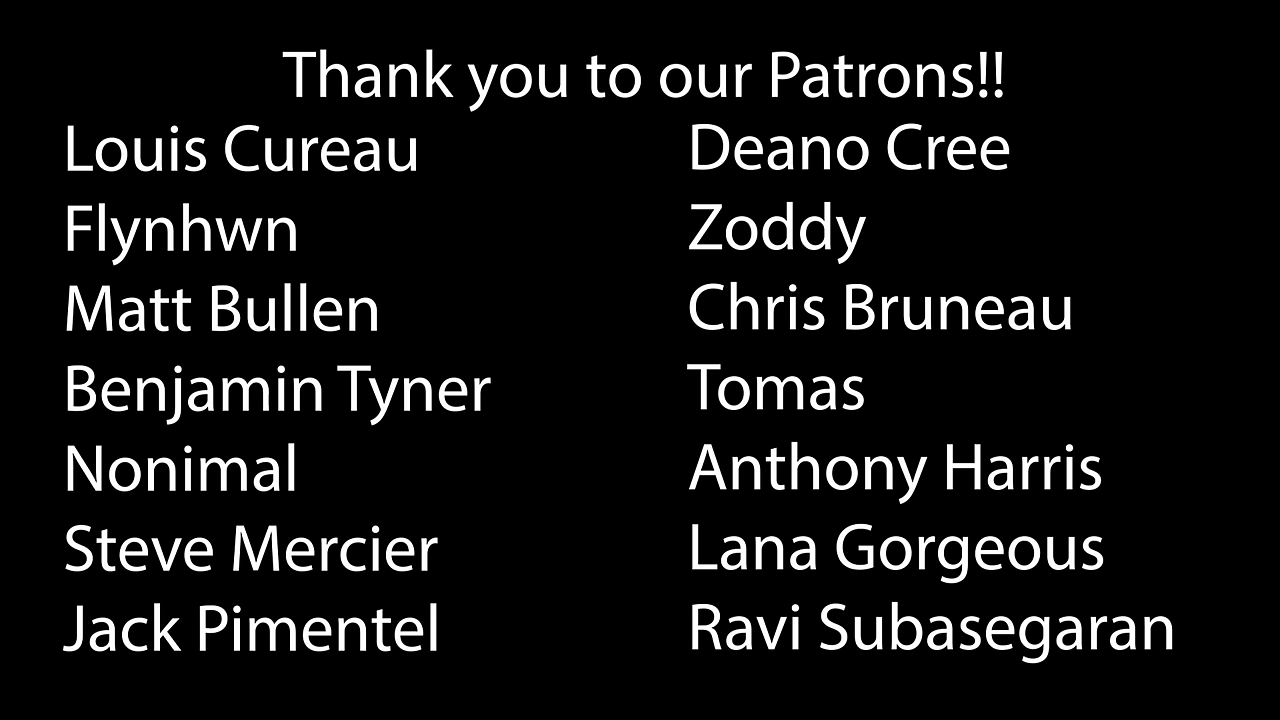 Thank you to our Patrons!!
Louis Cureau
Flynhwn
Matt Bullen
Benjamin Tyner
Nonimal
Steve Mercier
Jack Pimentel
Deano Cree
Zoddy
Chris Bruneau
Tomas
Anthony Harris
Lana Gorgeous
Ravi Subasegaran